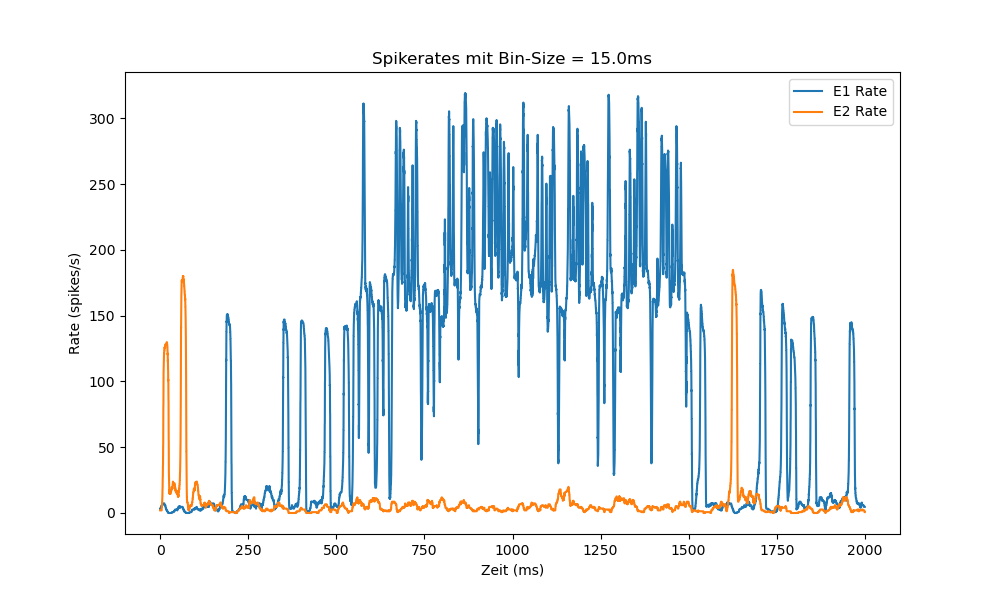 Spikerates mit Bin-Size = 15.0ms
E1 Rate
E2 Rate
Rate (spikes/s)
300
250
200
150
100
50
0
0 250 500 750 1000 1250 1500 1750 2000
Zeit (ms)